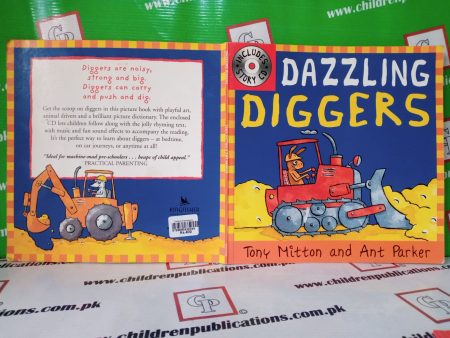 www.childrenpublications.com.pk
Diggers are noisy,
strong and big.
Diggers can carry
and push and dig.
Get the scoop on diggers in this picture book with playful art,
animal drivers and a brilliant picture dictionary. The enclosed
CD lets children follow along with the jolly rhyming text,
with music and fun sound effects to accompany the reading.
It's the perfect way to learn about diggers — at bedtime,
on car journeys, or anytime at all!
"Ideal for machine-mad pre-schoolers . . . heaps of child appeal."
PRACTICAL PARENTING
KINGFISHER
INCLUDES
STORY CD
DAZZLING
DIGGERS
Tony Mitton and Ant Parker
www.childrenpublications.com.pk